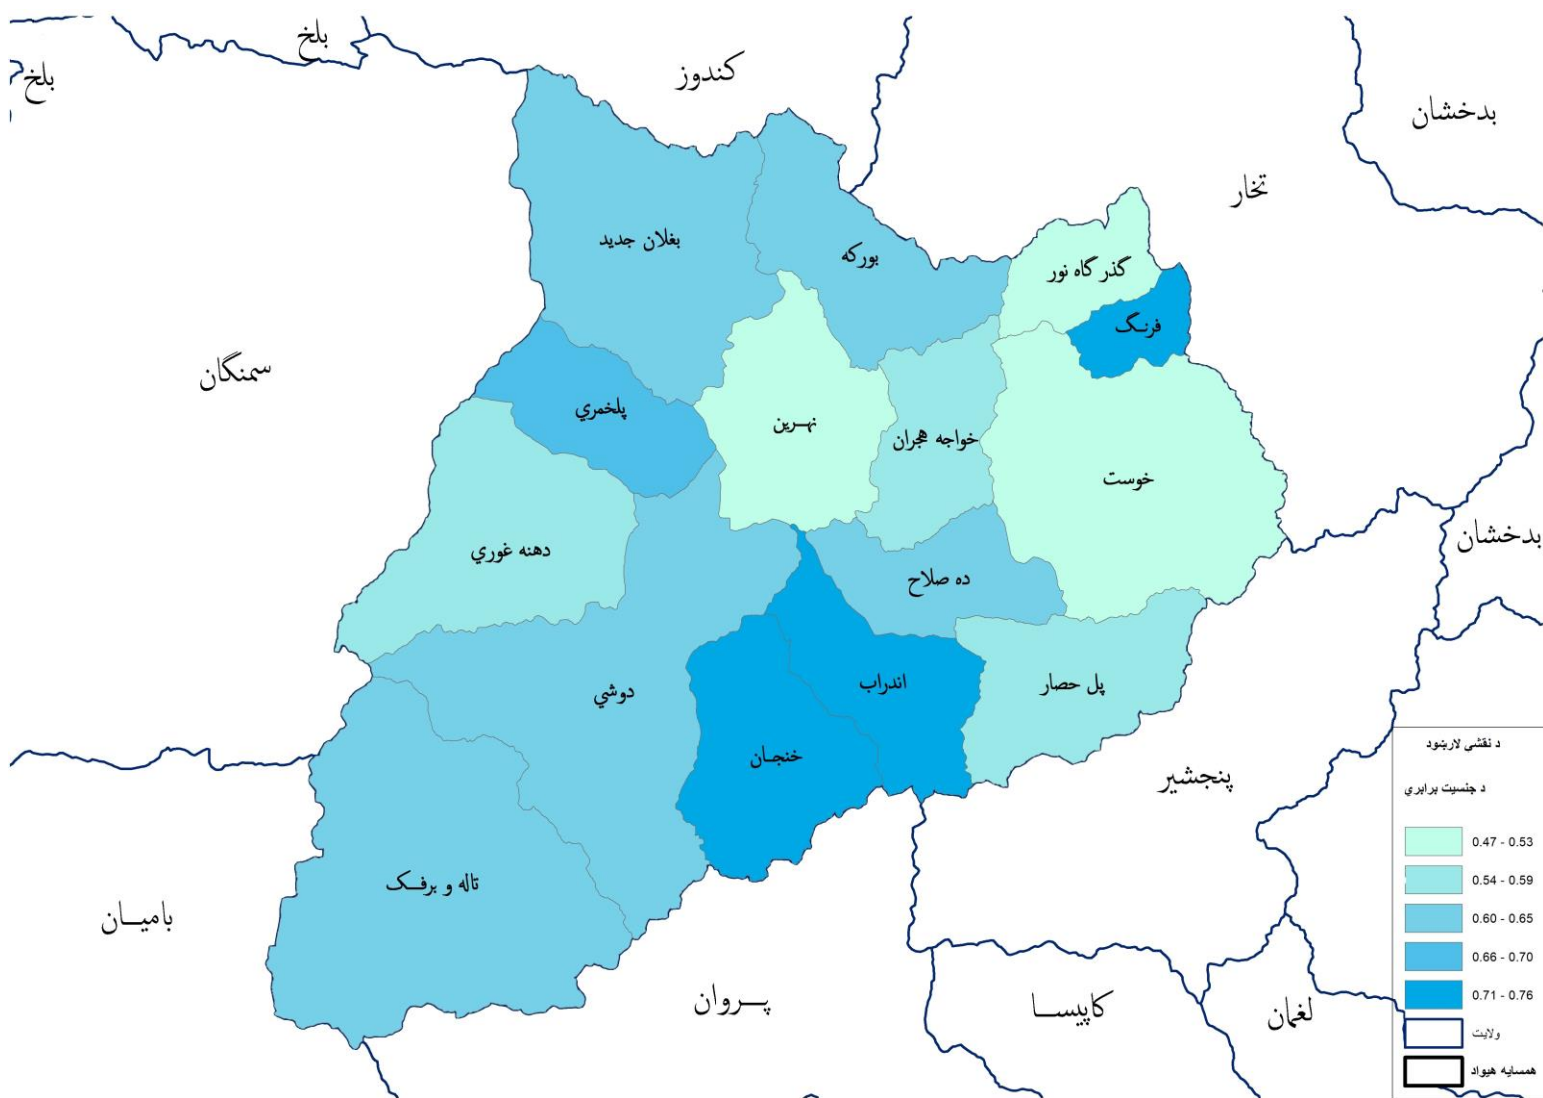 بلخ
بلخ
کندوز
بدخشان
تخار
بغلان جدید
بورکه
گذر گاه نور
فرنگ
سمنگان
پلخمري
نهرین
خواجه هجران
خوست
بدخشان
دهنه غوري
ده صلاح
دوشي
اندراب
پل حصار
خنجان
پنجشیر
تاله و برفک
بامیان
پروان
کاپیسا
لغمان
د نقشی لارښود
د جنسیت برابري
0.47 - 0.53
0.54 - 0.59
0.60 - 0.65
0.66 - 0.70
0.71 - 0.76
ولایت
همسایه هیواد